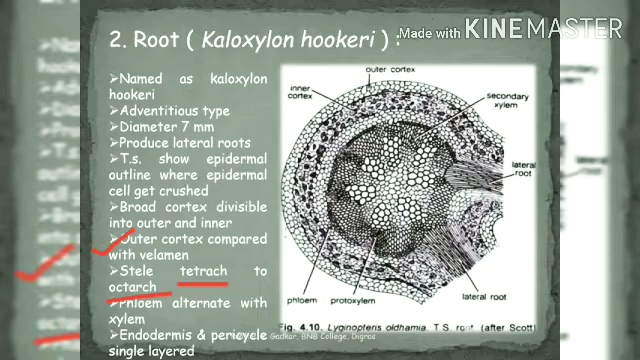 2. Root ( Kaloxylon hookeri ) :
Made with KINEMASTER
➤Named as kaloxylon
hookeri
➤Adventitious type
➤Diameter 7 mm
➤Produce lateral roots
➤T.s. show epidermal
outline where epidermal
cell get crushed
➤Broad cortex divisible
into outer and inner
➤Outer cortex compared
with velamen
➤Stele tetrach to
octarch
➤Phloem alternate with
xylem
➤Endodermis & pericycle
single layered
outer cortex
inner
cortex
secondary
xylem
lateral
root
phloem
protoxylem
lateral root
Fig. 4.10. Lyginopteris oldhamia. T.S. root (after Scott)
Gadkar, BNB College, Digros